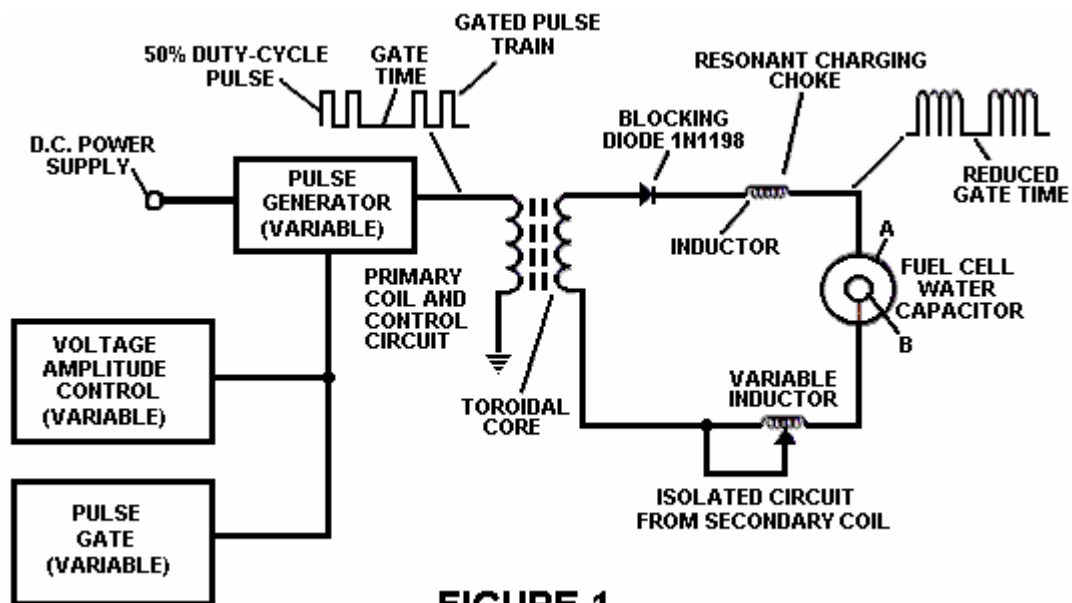 GATED PULSE
TRAIN
50% DUTY-CYCLE
PULSE
GATE
TIME
RESONANT CHARGING
CHOKE
BLOCKING
DIODE 1N1198
D.C. POWER
SUPPLY
PULSE
GENERATOR
(VARIABLE)
REDUCED
GATE TIME
INDUCTOR
A
FUEL CELL
WATER
CAPACITOR
B
PRIMARY
COIL AND
CONTROL
CIRCUIT
VOLTAGE
AMPLITUDE
CONTROL
(VARIABLE)
VARIABLE
INDUCTOR
TOROIDAL
CORE
ISOLATED CIRCUIT
FROM SECONDARY COIL
PULSE
GATE
(VARIABLE)
FIGURE 1